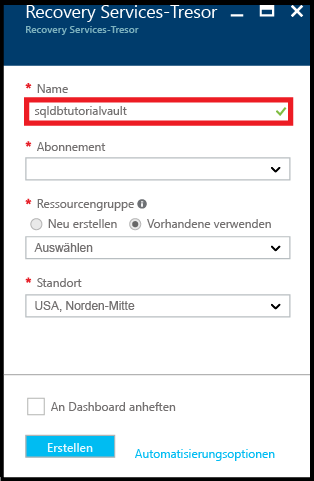 Recovery Services-Tresor
Recovery Services-Tresor
* Name
sqldbtutorialvault
* Abonnement
* Ressourcengruppe
Neu erstellen Vorhandene verwenden
Auswählen
* Standort
USA, Norden-Mitte
An Dashboard anheften
Erstellen Automatisierungsoptionen